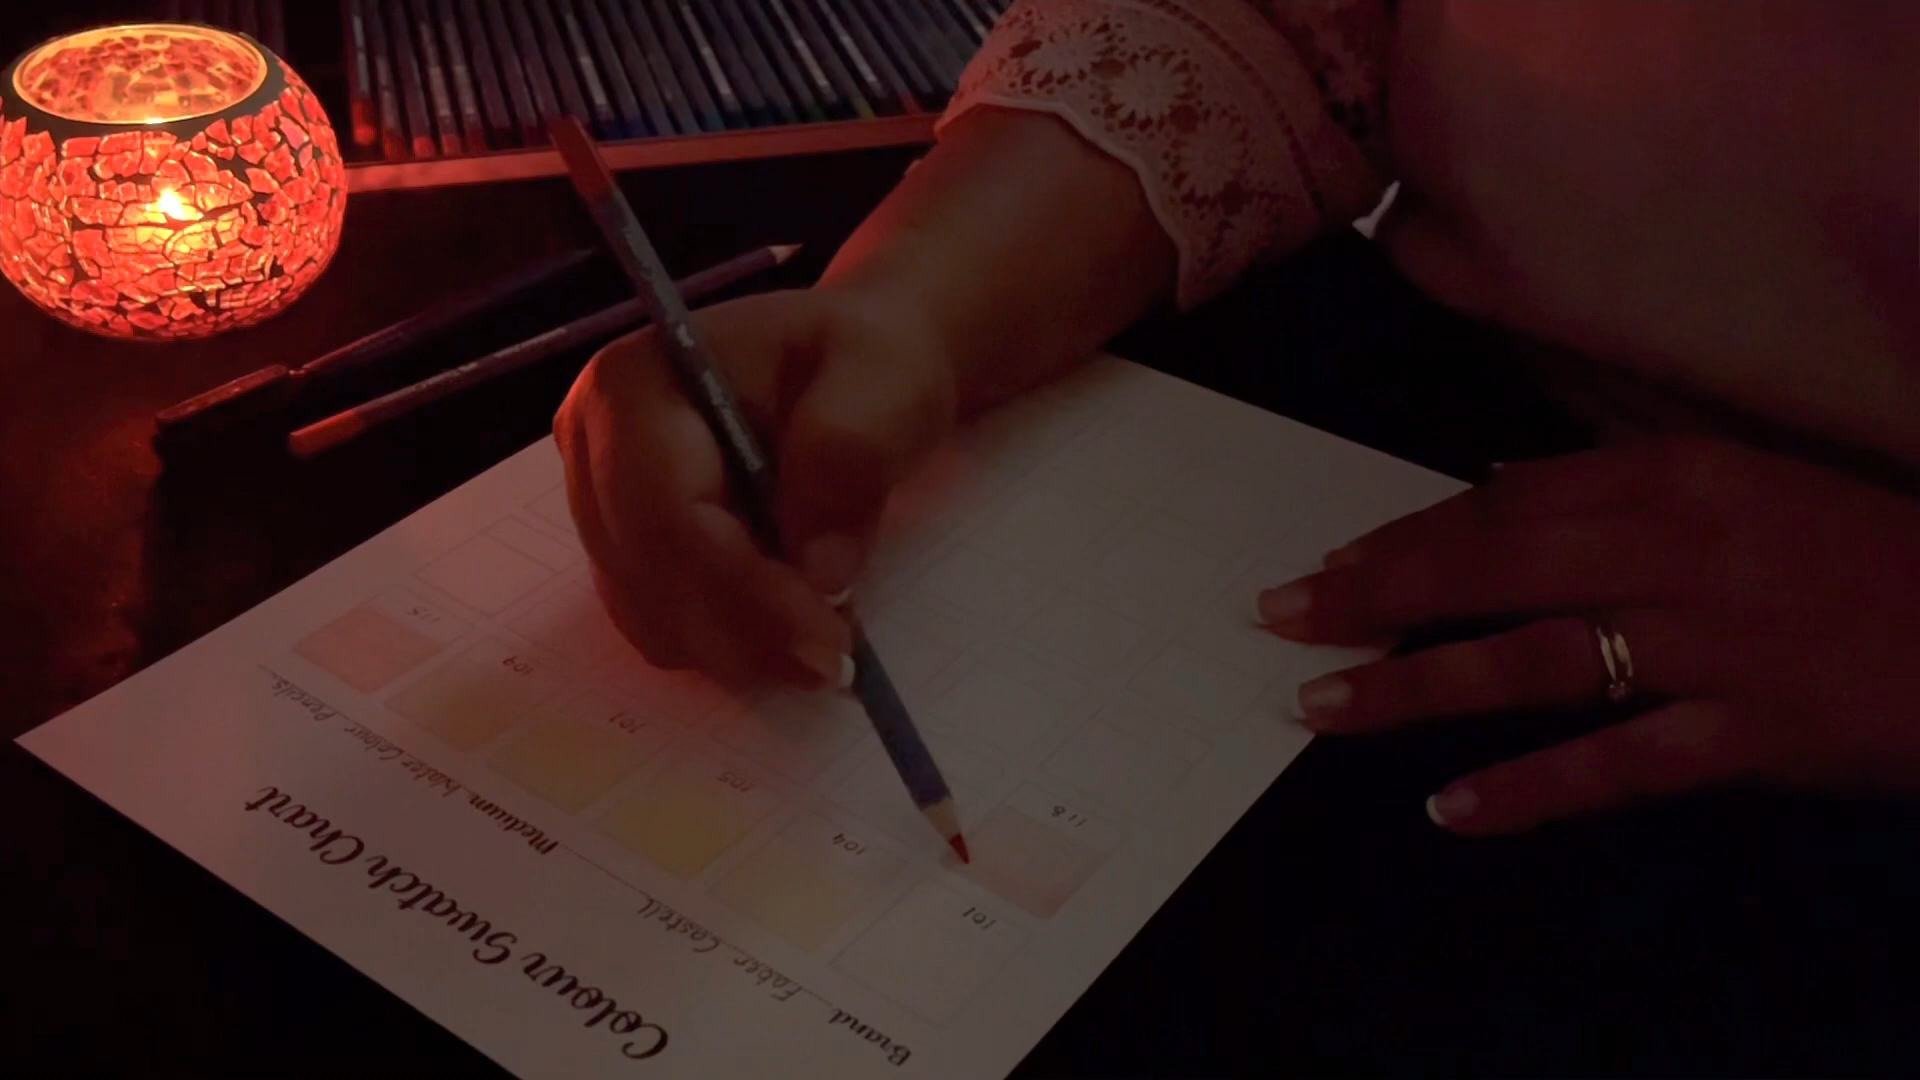 Colour Swatch Chart
Brand Faber Castell Medium Water Colour Pencils.
101 104 105 107 109 115
118